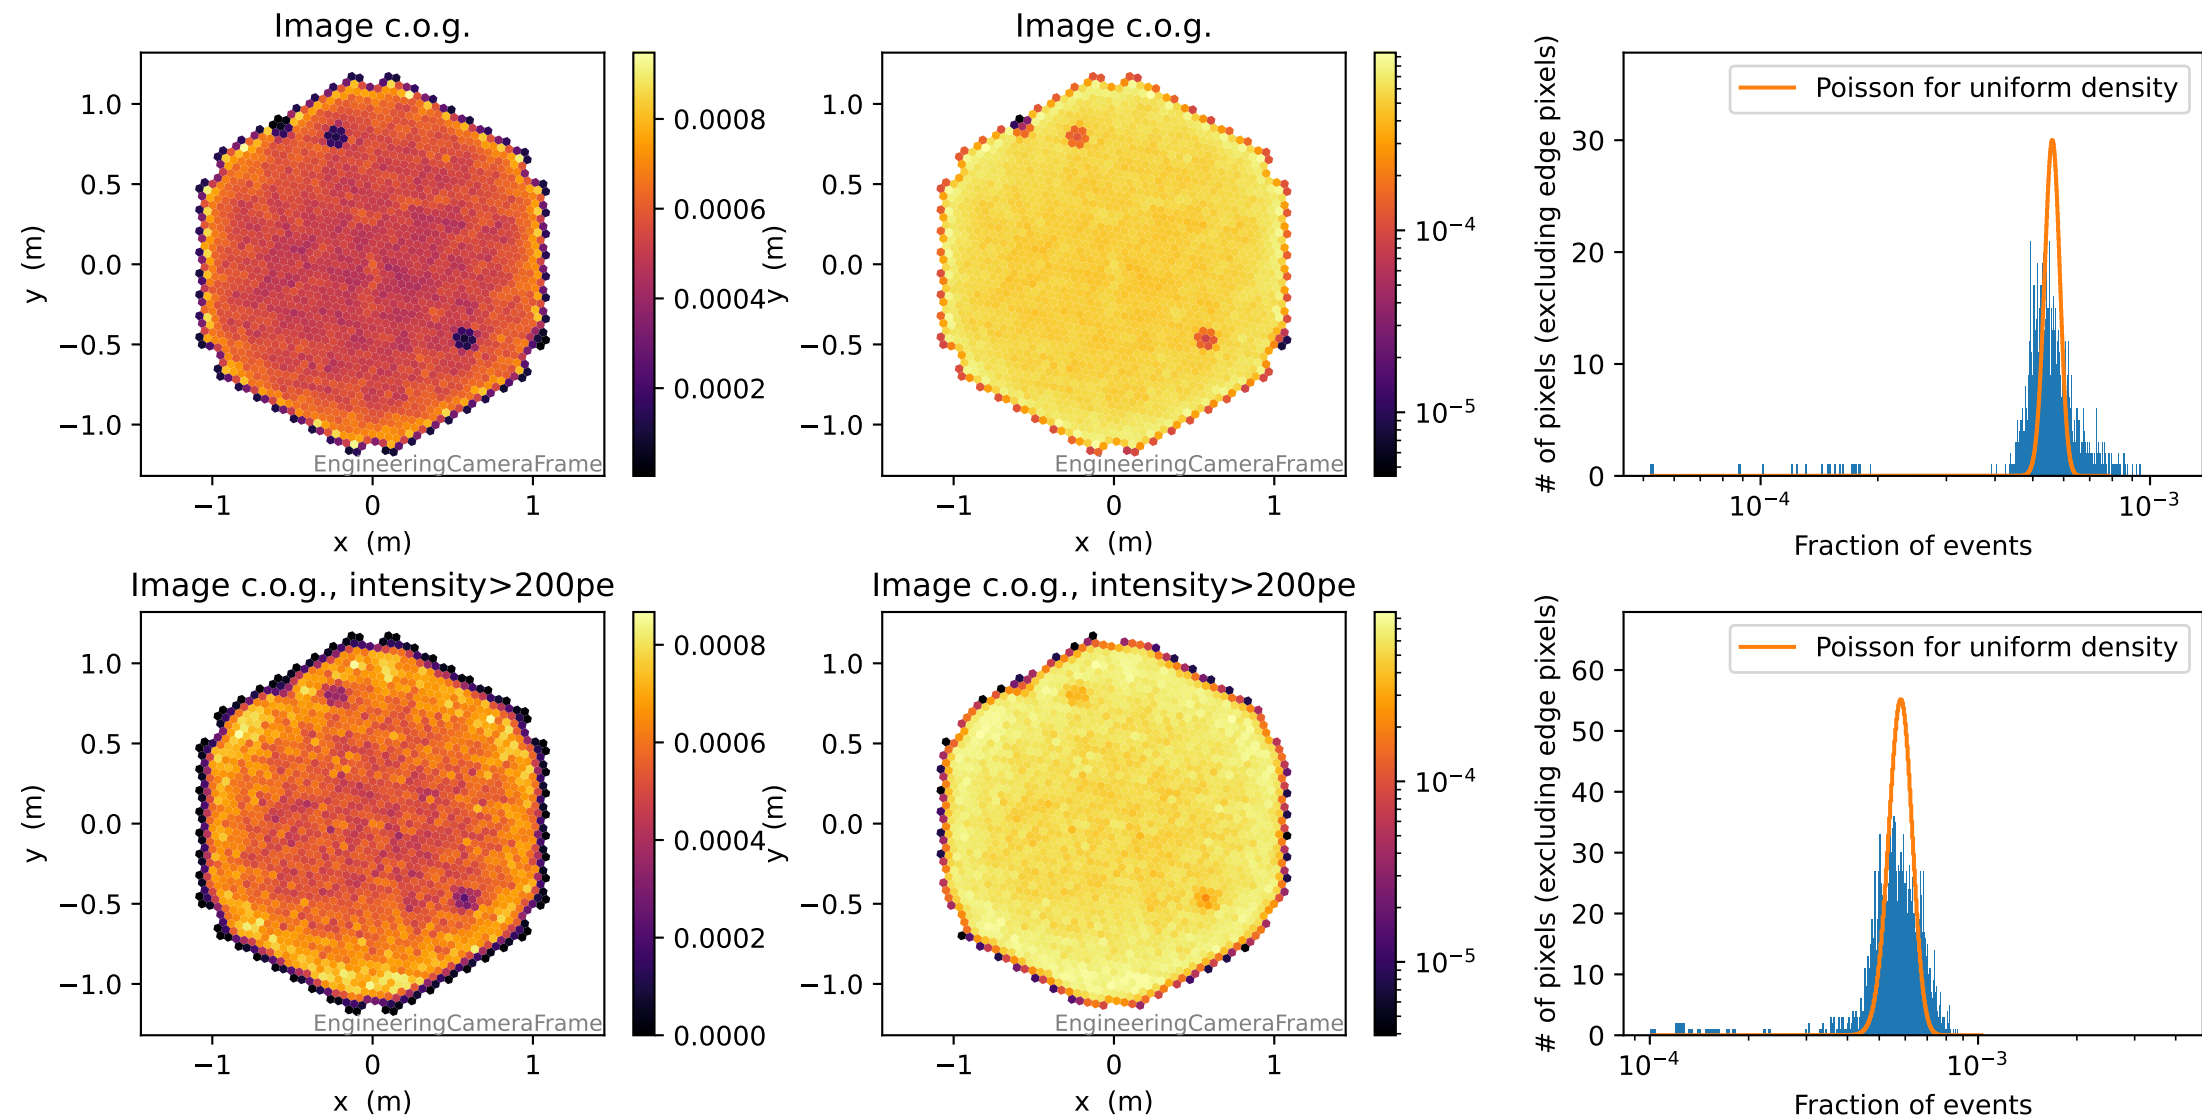 Image c.o.g.
1.0
0.5
0.0
−0.5
−1.0
y (m)
−1
0
1
x (m)
EngineeringCameraFrame
0.0008
0.0006
0.0004
0.0002
Image c.o.g.
1.0
0.5
0.0
−0.5
−1.0
y (m)
−1
0
1
x (m)
EngineeringCameraFrame
10⁻⁴
10⁻⁵
# of pixels (excluding edge pixels)
30
20
10
0
Poisson for uniform density
10⁻⁴
10⁻³
Fraction of events
Image c.o.g., intensity>200pe
1.0
0.5
0.0
−0.5
−1.0
y (m)
−1
0
1
x (m)
EngineeringCameraFrame
0.0008
0.0006
0.0004
0.0002
0.0000
Image c.o.g., intensity>200pe
1.0
0.5
0.0
−0.5
−1.0
y (m)
−1
0
1
x (m)
EngineeringCameraFrame
10⁻⁴
10⁻⁵
# of pixels (excluding edge pixels)
60
50
40
30
20
10
0
Poisson for uniform density
10⁻⁴
10⁻³
Fraction of events